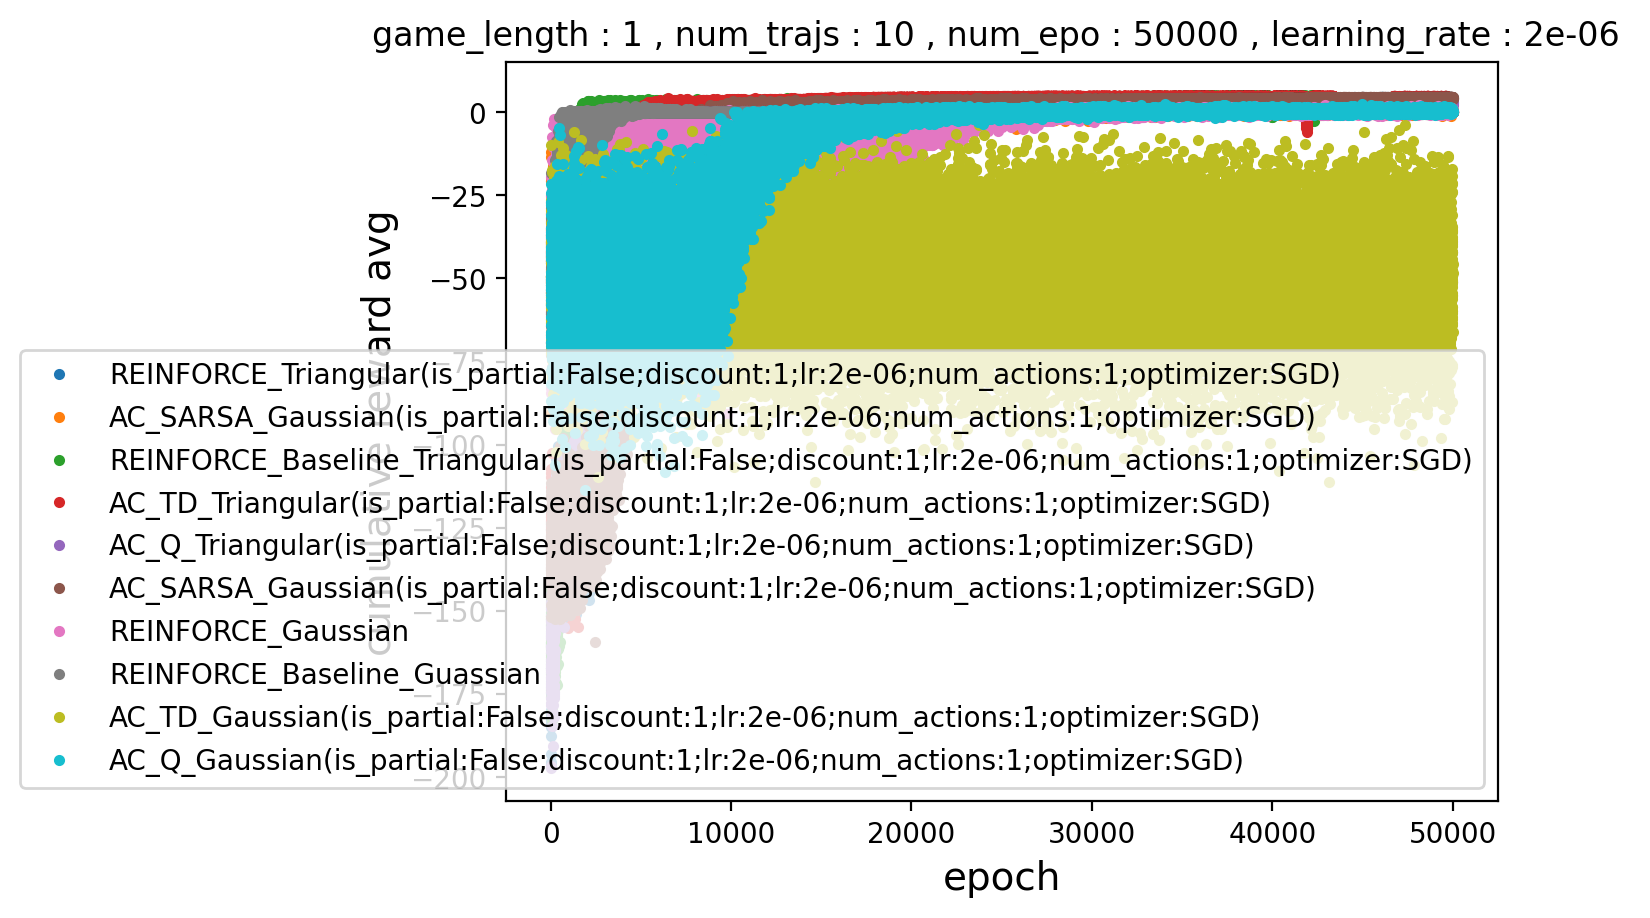 game_length : 1 , num_trajs : 10 , num_epo : 50000 , learning_rate : 2e-06
cumulative reward avg
0
−25
−50
−75
−100
−125
−150
−175
−200
REINFORCE_Triangular(is_partial:False;discount:1;lr:2e-06;num_actions:1;optimizer:SGD)
AC_SARSA_Gaussian(is_partial:False;discount:1;lr:2e-06;num_actions:1;optimizer:SGD)
REINFORCE_Baseline_Triangular(is_partial:False;discount:1;lr:2e-06;num_actions:1;optimizer:SGD)
AC_TD_Triangular(is_partial:False;discount:1;lr:2e-06;num_actions:1;optimizer:SGD)
AC_Q_Triangular(is_partial:False;discount:1;lr:2e-06;num_actions:1;optimizer:SGD)
AC_SARSA_Gaussian(is_partial:False;discount:1;lr:2e-06;num_actions:1;optimizer:SGD)
REINFORCE_Gaussian
REINFORCE_Baseline_Guassian
AC_TD_Gaussian(is_partial:False;discount:1;lr:2e-06;num_actions:1;optimizer:SGD)
AC_Q_Gaussian(is_partial:False;discount:1;lr:2e-06;num_actions:1;optimizer:SGD)
0 10000 20000 30000 40000 50000
epoch